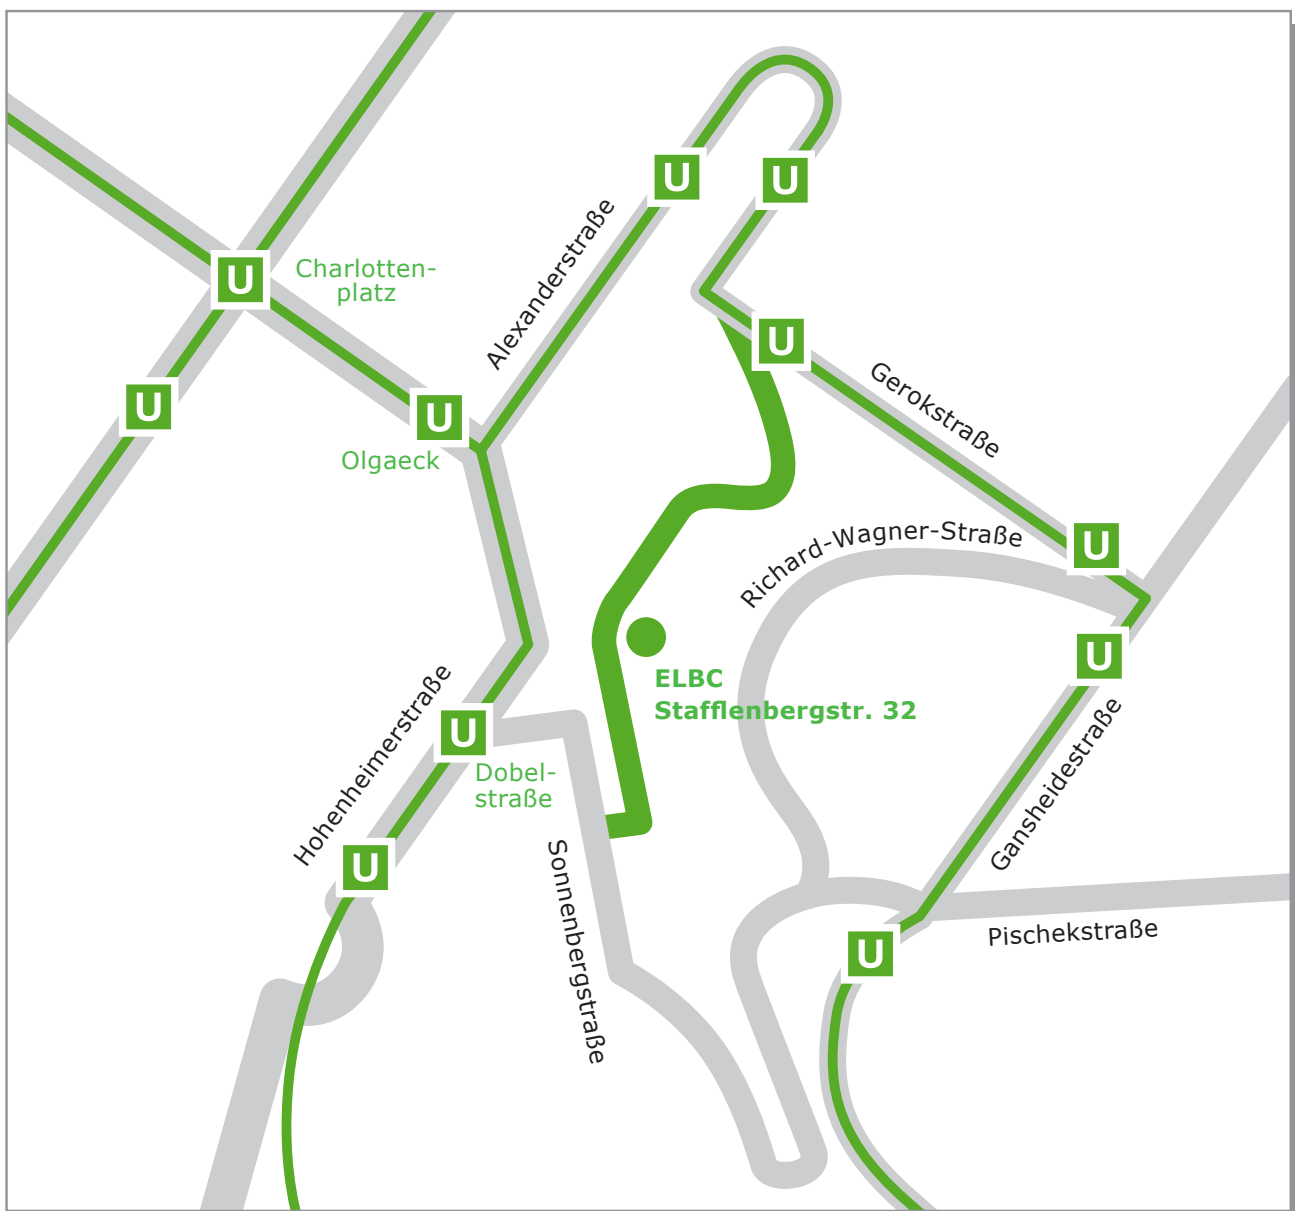 U
U
Alexanderstraße
Charlotten-
platz
U
U
U
U
Olgaeck
Gerokstraße
Richard-Wagner-Straße
U
U
ELBC
Stafflenbergstr. 32
Hohenheimerstraße
U
Dobel-
straße
Gansheidestraße
U
Sonnenbergstraße
Pischekstraße
U